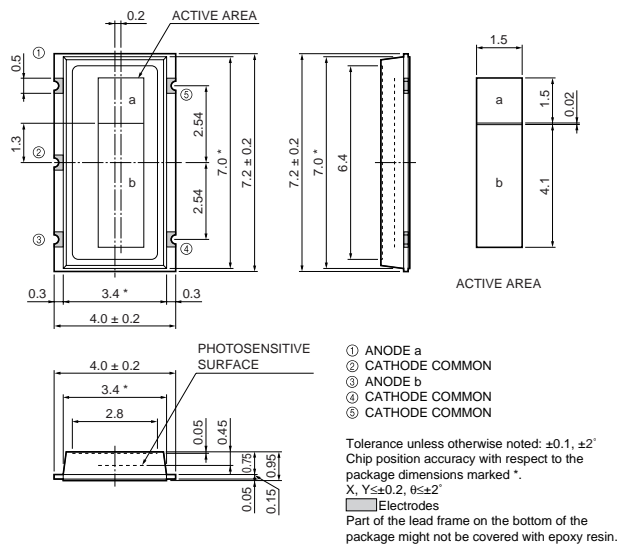 0.2
ACTIVE AREA
①
0.5
a
⑤
1.3
2.54
②
7.0 *
7.2 ± 0.2
b
2.54
③
④
0.3
3.4 *
0.3
4.0 ± 0.2
7.2 ± 0.2
7.0 *
6.4
1.5
a
1.5
0.02
b
4.1
ACTIVE AREA
4.0 ± 0.2
3.4 *
2.8
PHOTOSENSITIVE
SURFACE
0.05
0.45
0.75
0.95
0.05
0.15
① ANODE a
② CATHODE COMMON
③ ANODE b
④ CATHODE COMMON
⑤ CATHODE COMMON
Tolerance unless otherwise noted: ±0.1, ±2°
Chip position accuracy with respect to the
package dimensions marked *.
X, Y≤±0.2, θ≤±2°
Electrodes
Part of the lead frame on the bottom of the
package might not be covered with epoxy resin.